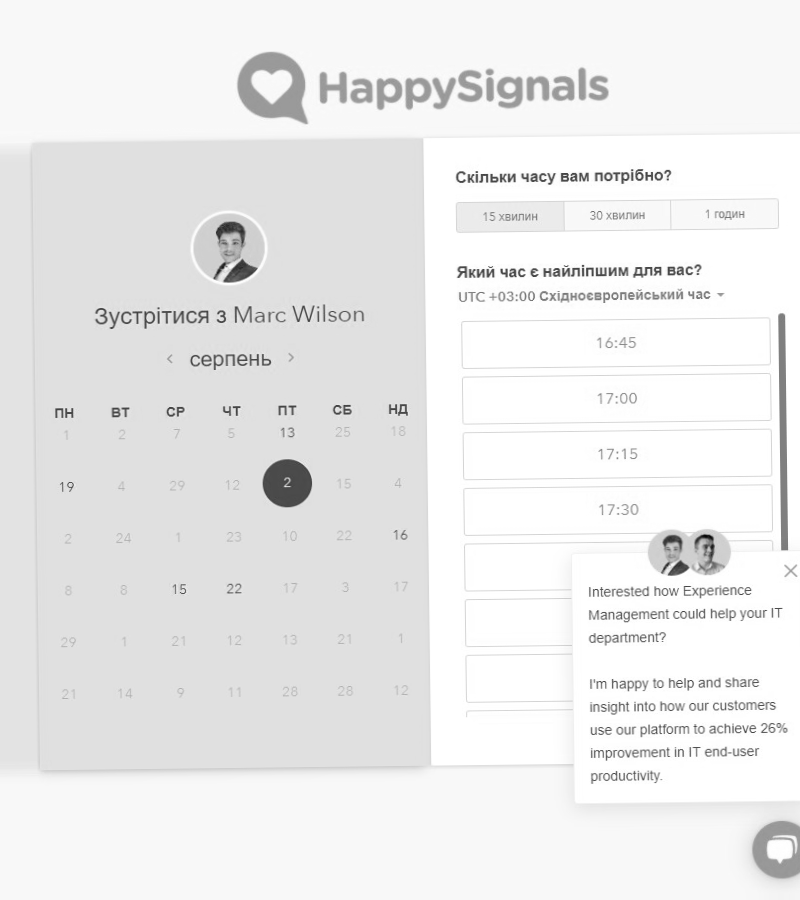 HappySignals
Зустрітися з Marc Wilson
серпень
ПН ВТ СР ЧТ ПТ СБ НД
1 2 7 5 13 25 18
19 4 29 12 2 15 4
2 24 1 23 10 22 16
8 8 15 22 17 3 17
29 1 21 12 13 21 1
21 14 9 11 28 28 12
Скільки часу вам потрібно?
15 хвилин 30 хвилин 1 годин
Який час є найліпшим для вас?
UTC +03:00 Східноєвропейський час
16:45
17:00
17:15
17:30
Interested how Experience
Management could help your IT
department?
I'm happy to help and share
insight into how our customers
use our platform to achieve 26%
improvement in IT end-user
productivity.